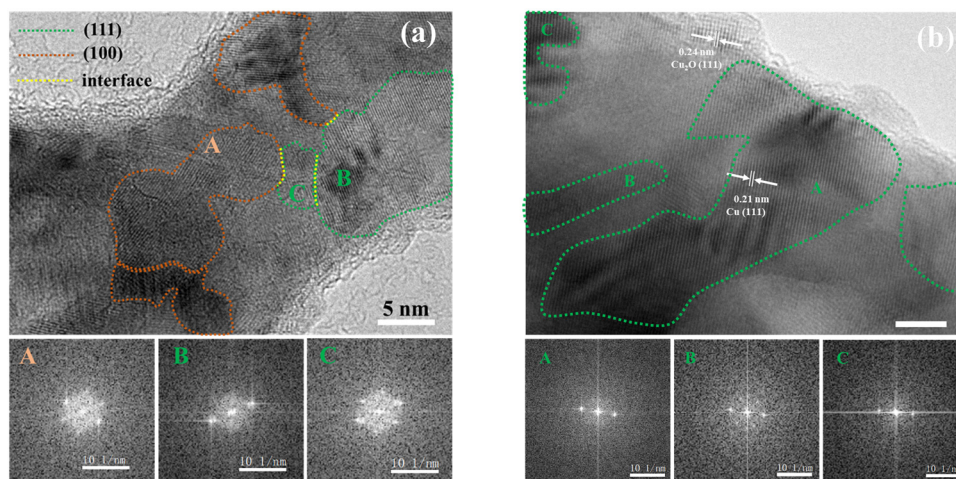 (111)
(100)
interface
(a)
A
B
C
5 nm
A
10 1/nm
B
10 1/nm
C
10 1/nm
C
(b)
0.24 nm
Cu₂O (111)
B
A
0.21 nm
Cu (111)
A
10 1/nm
B
10 1/nm
C
10 1/nm